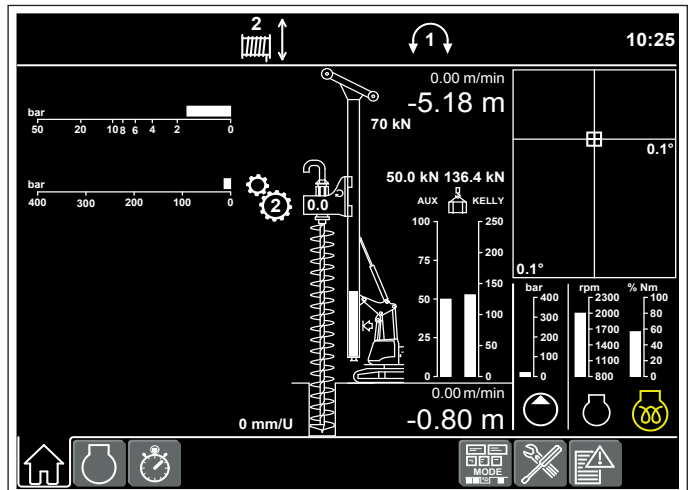 2
1
10:25
0.00 m/min
-5.18 m
70 kN
bar
50 20 10 8 6 4 2 0
0.1°
bar
400 300 200 100 0
2
0.0
50.0 kN 136.4 kN
AUX KELLY
100 250
75 200
50 150
100
25 50
0 0
0.1°
bar rpm % Nm
400 2300 100
300 2000 80
200 1700 60
1400 40
100 1100 20
0 800 0
0.00 m/min
-0.80 m
0 mm/U
MODE